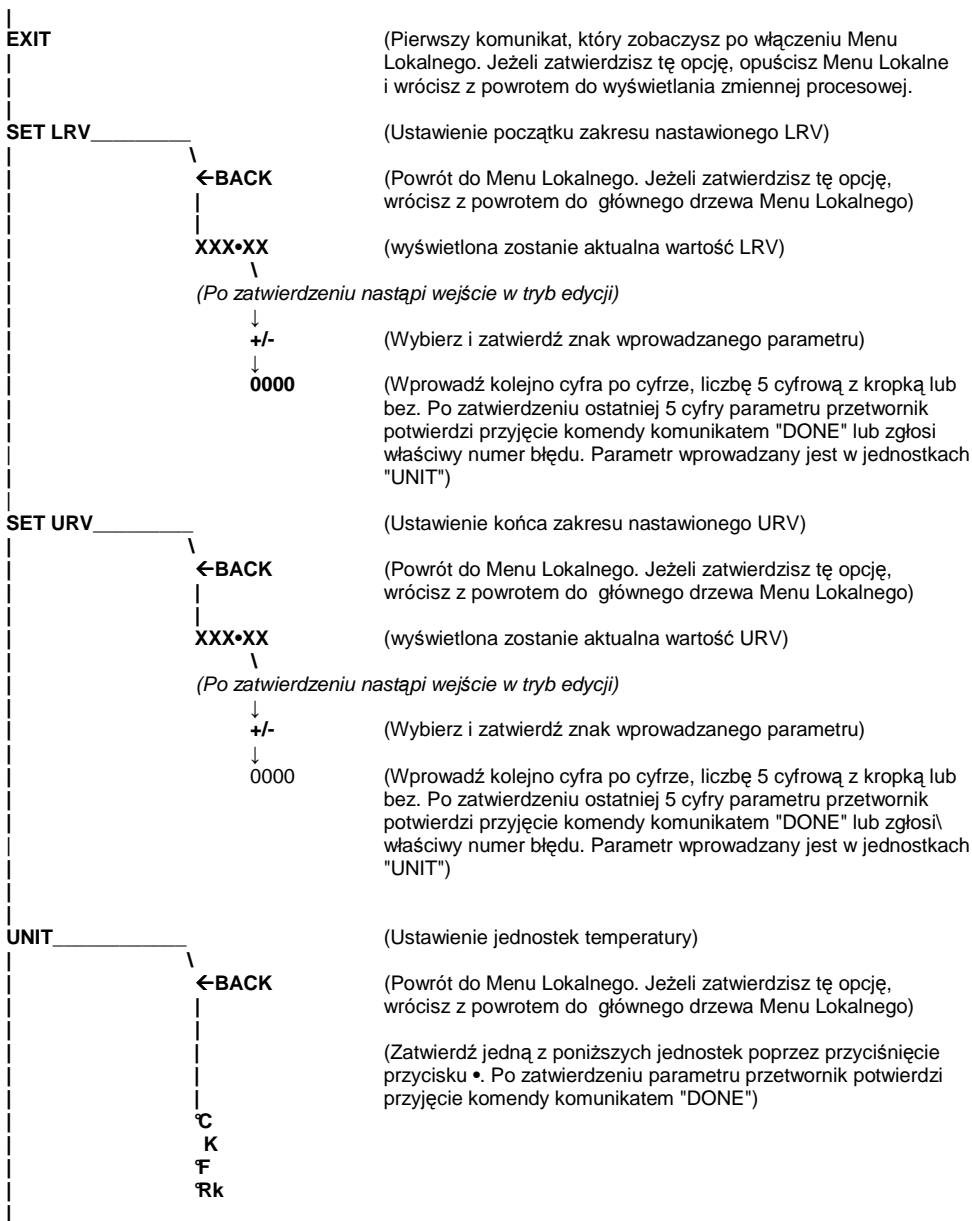 |
EXIT (Pierwszy komunikat, który zobaczysz po włączeniu Menu
| Lokalnego. Jeżeli zatwierdzisz tę opcję, opuścisz Menu Lokalne
| i wrócisz z powrotem do wyświetlania zmiennej procesowej.
|
SET LRV_________ (Ustawienie początku zakresu nastawionego LRV)
| \
| ←BACK (Powrót do Menu Lokalnego. Jeżeli zatwierdzisz tę opcję,
| | wrócisz z powrotem do głównego drzewa Menu Lokalnego)
| |
| XXX•XX (wyświetlona zostanie aktualna wartość LRV)
| \
| (Po zatwierdzeniu nastąpi wejście w tryb edycji)
| ↓
| +/- (Wybierz i zatwierdź znak wprowadzanego parametru)
| ↓
| 0000 (Wprowadź kolejno cyfra po cyfrze, liczbę 5 cyfrową z kropką lub
| bez. Po zatwierdzeniu ostatniej 5 cyfry parametru przetwornik
| potwierdzi przyjęcie komendy komunikatem "DONE" lub zgłosi
| właściwy numer błędu. Parametr wprowadzany jest w jednostkach
| "UNIT")
|
SET URV_________ (Ustawienie końca zakresu nastawionego URV)
| \
| ←BACK (Powrót do Menu Lokalnego. Jeżeli zatwierdzisz tę opcję,
| | wrócisz z powrotem do głównego drzewa Menu Lokalnego)
| |
| XXX•XX (wyświetlona zostanie aktualna wartość URV)
| \
| (Po zatwierdzeniu nastąpi wejście w tryb edycji)
| ↓
| +/- (Wybierz i zatwierdź znak wprowadzanego parametru)
| ↓
| 0000 (Wprowadź kolejno cyfra po cyfrze, liczbę 5 cyfrową z kropką lub
| bez. Po zatwierdzeniu ostatniej 5 cyfry parametru przetwornik
| potwierdzi przyjęcie komendy komunikatem "DONE" lub zgłosi\
| właściwy numer błędu. Parametr wprowadzany jest w jednostkach
| "UNIT")
|
|
UNIT____________ (Ustawienie jednostek temperatury)
| \
| ←BACK (Powrót do Menu Lokalnego. Jeżeli zatwierdzisz tę opcję,
| | wrócisz z powrotem do głównego drzewa Menu Lokalnego)
| |
| | (Zatwierdź jedną z poniższych jednostek poprzez przyciśnięcie
| | przycisku •. Po zatwierdzeniu parametru przetwornik potwierdzi
| | przyjęcie komendy komunikatem "DONE")
| °C
| K
| °F
| °Rk
|